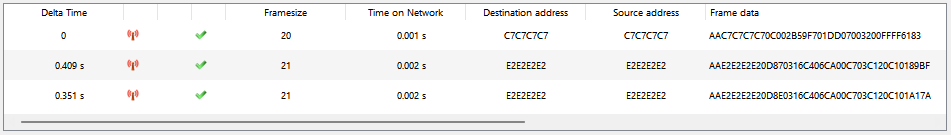 Delta Time Framesize Time on Network Destination address Source address Frame data
0 20 0.001 s C7C7C7C7 C7C7C7C7 AAC7C7C7C70C002B59F701DD07003200FFFF6183
0.409 s 21 0.002 s E2E2E2E2 E2E2E2E2 AAE2E2E2E20D870316C406CA00C703C120C10189BF
0.351 s 21 0.002 s E2E2E2E2 E2E2E2E2 AAE2E2E2E20D8E0316C406CA00C703C120C101A17A